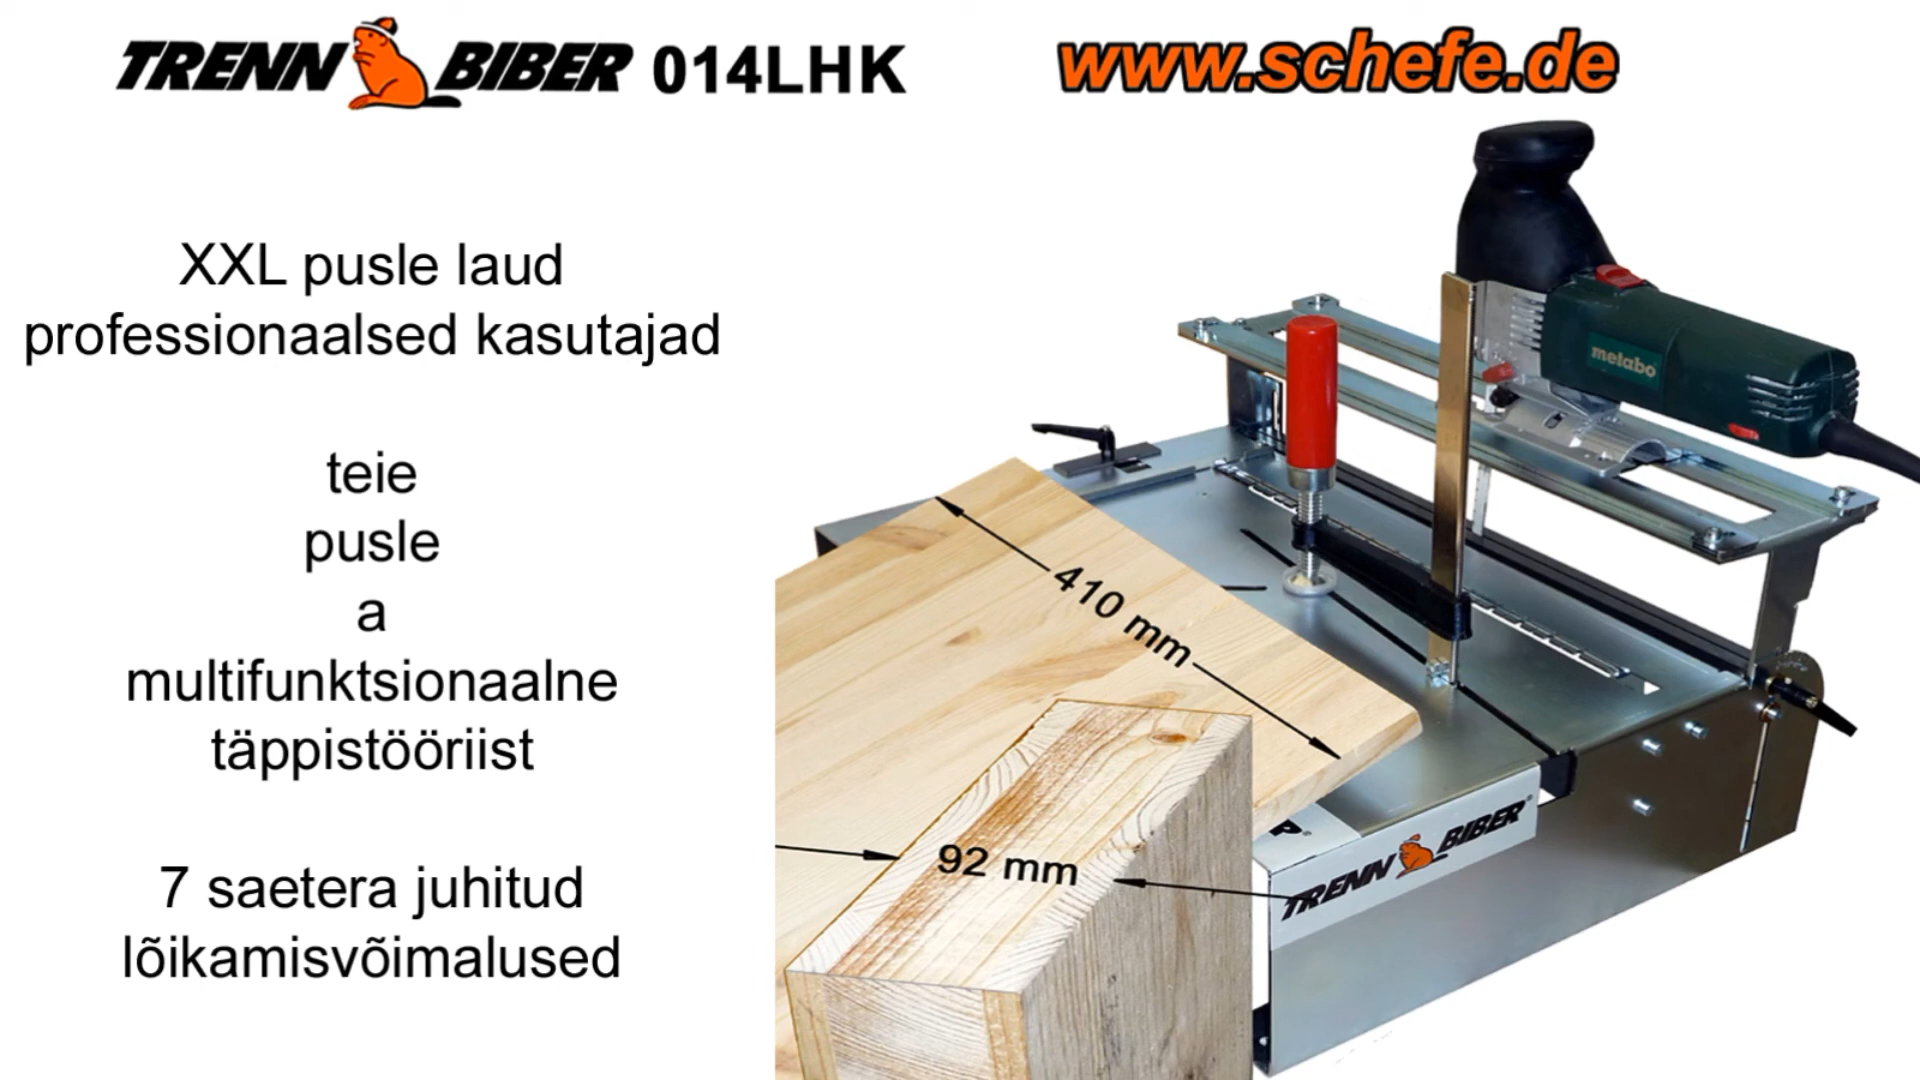 TRENN BIBER 014LHK
www.schefe.de
XXL pusle laud
professionaalsed kasutajad
teie
pusle
a
multifunktsionaalne
täppistööriist
7 saetera juhitud
lõikamisvõimalused
metabo
410 mm
92 mm
TRENN BIBER